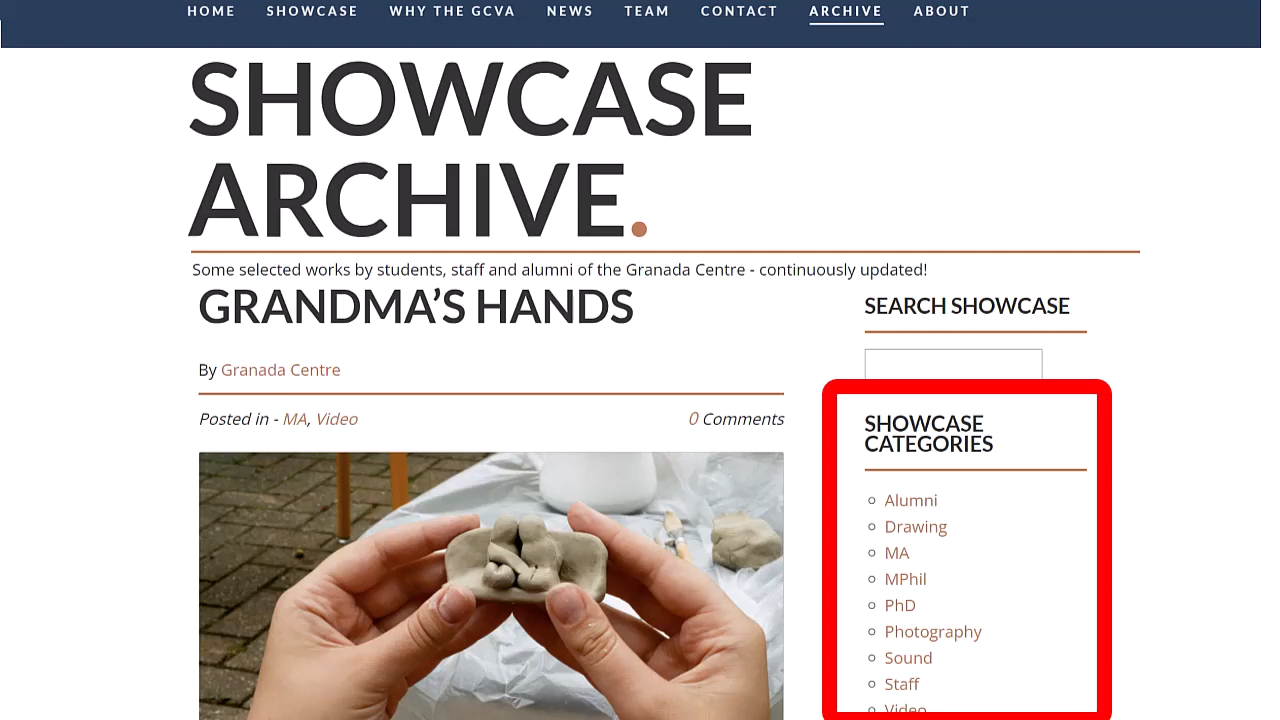 HOME SHOWCASE WHY THE GCVA NEWS TEAM CONTACT ARCHIVE ABOUT
SHOWCASE
ARCHIVE.
Some selected works by students, staff and alumni of the Granada Centre - continuously updated!
GRANDMA’S HANDS
By Granada Centre
Posted in - MA, Video
0 Comments
SEARCH SHOWCASE
SHOWCASE
CATEGORIES
Alumni
Drawing
MA
MPhil
PhD
Photography
Sound
Staff
Video